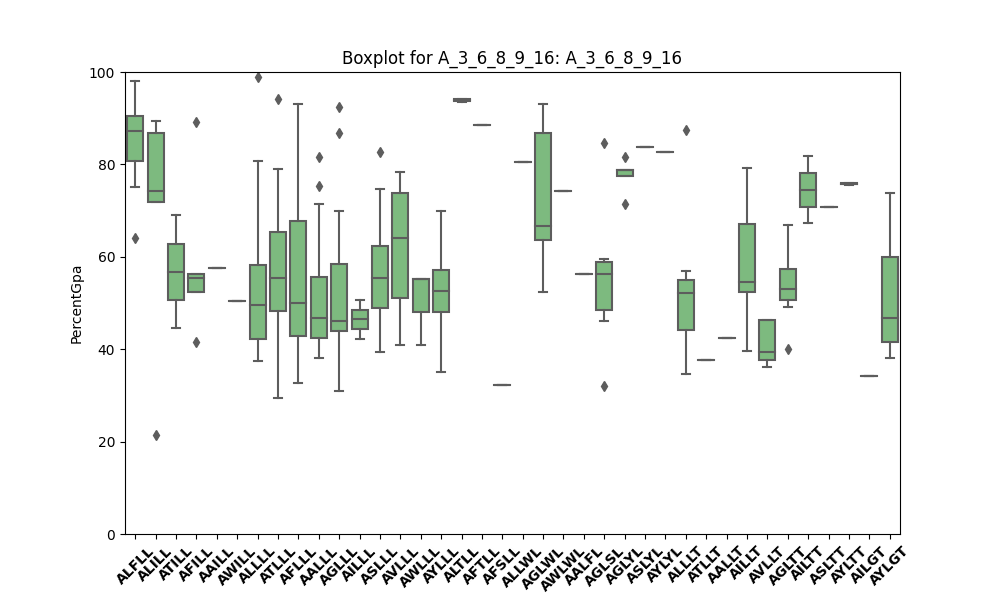 Boxplot for A_3_6_8_9_16: A_3_6_8_9_16
PercentGpa
100
80
60
40
20
0
ALFLL
ALILL
ATILL
AFILL
AAILL
AWILL
ALLLL
ATLLL
AFLLL
AALLL
AGLLL
AILLL
ASLLL
AVLLL
AWLLL
AYLLL
ALTLL
AFTLL
AFSLL
ALLWL
AGLWL
AWLWL
AALFL
AGLSL
AGLYL
ASLYL
AYLYL
ALLLT
ATLLT
AALLT
AILLT
AVLLT
AGLTT
AILTT
ASLTT
AYLTT
AILGT
AYLGT